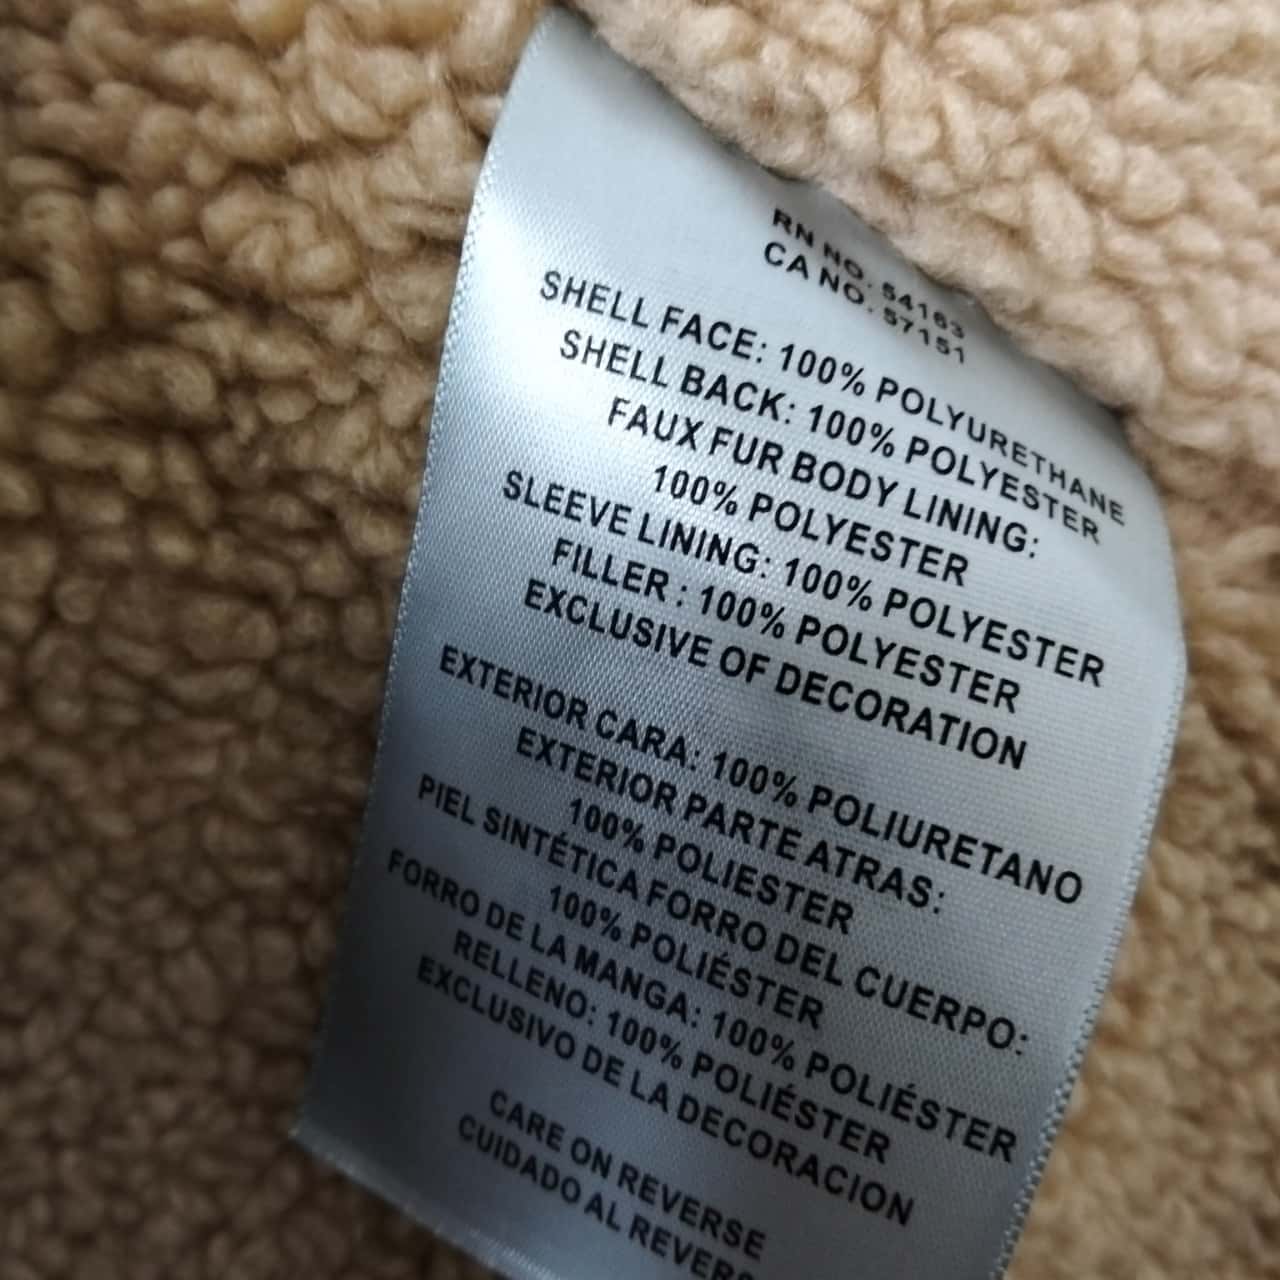 RN NO. 54163
CA NO. 57151
SHELL FACE: 100% POLYURETHANE
SHELL BACK: 100% POLYESTER
FAUX FUR BODY LINING:
100% POLYESTER
SLEEVE LINING: 100% POLYESTER
FILLER : 100% POLYESTER
EXCLUSIVE OF DECORATION
EXTERIOR CARA: 100% POLIURETANO
EXTERIOR PARTE ATRAS:
100% POLIESTER
PIEL SINTÉTICA FORRO DEL CUERPO:
100% POLIÉSTER
FORRO DE LA MANGA: 100% POLIÉSTER
RELLENO: 100% POLIÉSTER
EXCLUSIVO DE LA DECORACION
CARE ON REVERSE
CUIDADO AL REVERS